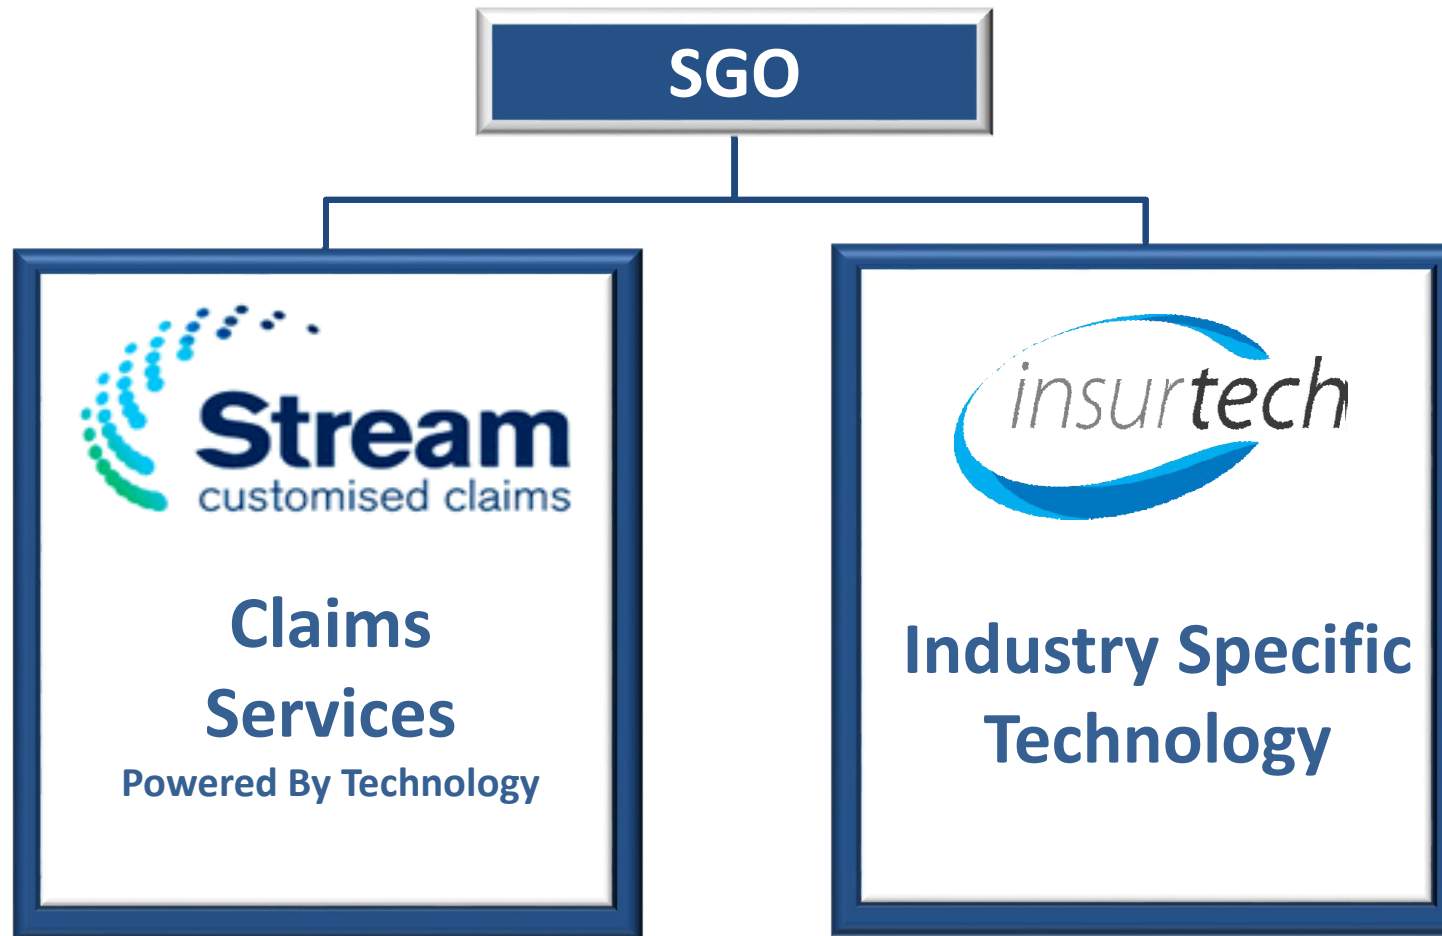 SGO
Stream
customised claims
Claims
Services
Powered By Technology
insurtech
Industry Specific
Technology